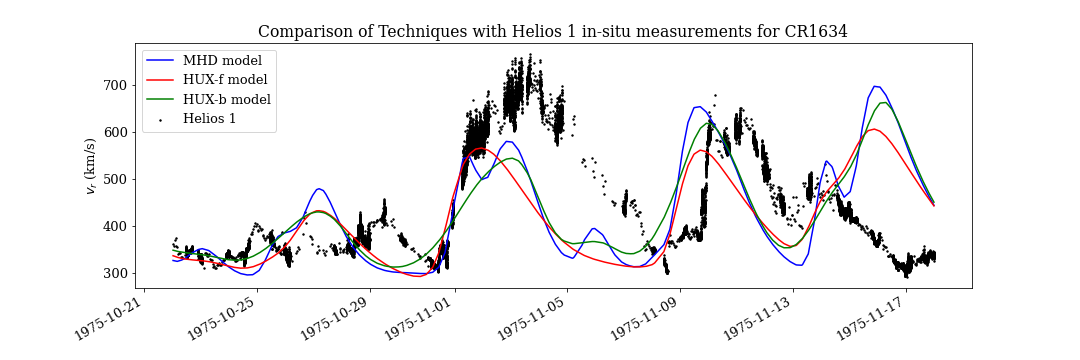 Comparison of Techniques with Helios 1 in-situ measurements for CR1634
MHD model
HUX-f model
HUX-b model
Helios 1
700
600
500
400
300
v_r (km/s)
1975-10-21
1975-10-25
1975-10-29
1975-11-01
1975-11-05
1975-11-09
1975-11-13
1975-11-17